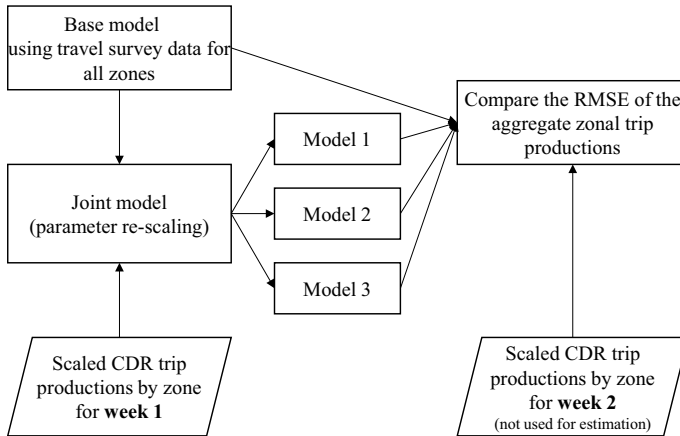 Base model
using travel survey data for
all zones
Compare the RMSE of the
aggregate zonal trip
productions
Model 1
Joint model
(parameter re-scaling)
Model 2
Model 3
Scaled CDR trip
productions by zone
for week 1
Scaled CDR trip
productions by zone
for week 2
(not used for estimation)